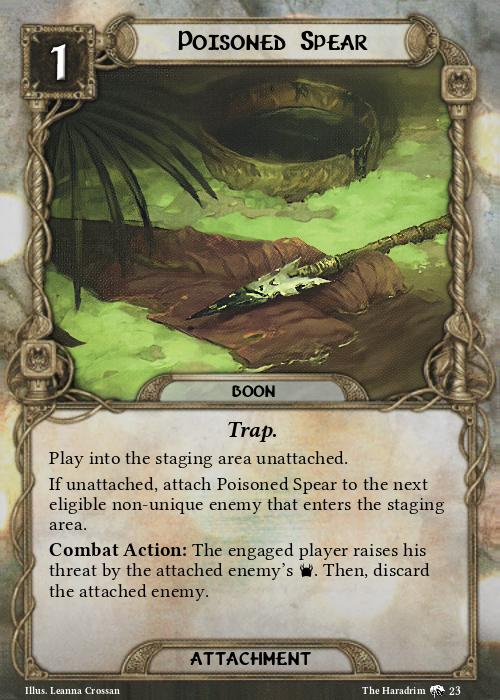 1
POISONED SPEAR
BOON
Trap.
Play into the staging area unattached.
If unattached, attach Poisoned Spear to the next
eligible non-unique enemy that enters the staging
area.
Combat Action: The engaged player raises his
threat by the attached enemy's . Then, discard
the attached enemy.
ATTACHMENT
Illus. Leanna Crossan
The Haradrim 23